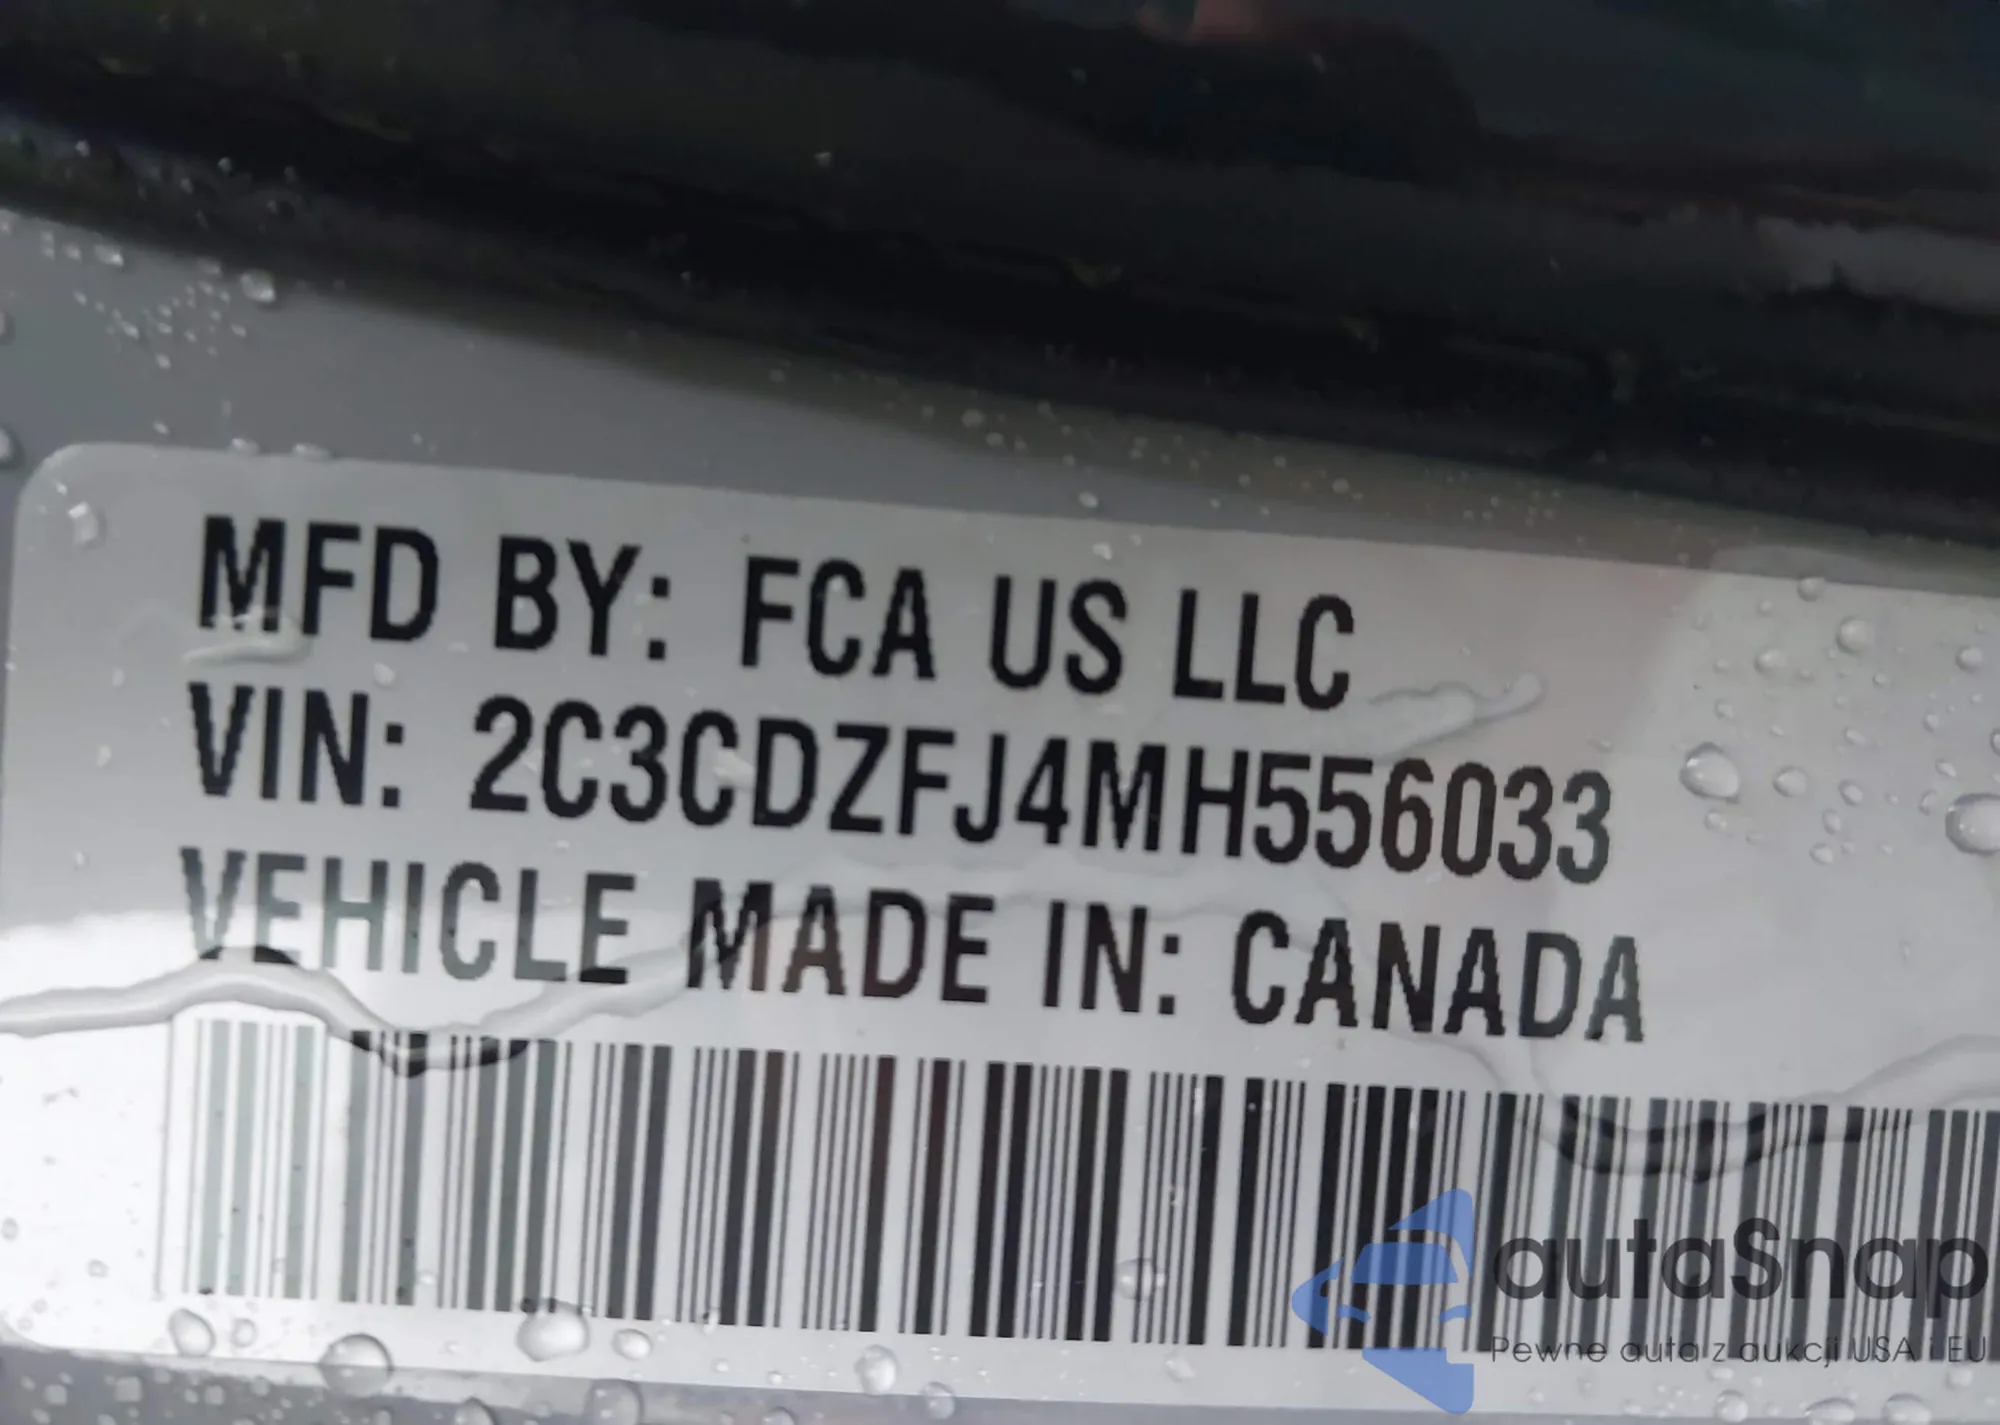 MFD BY: FCA US LLC
VIN: 2C3CDZFJ4MH556033
VEHICLE MADE IN: CANADA
autaSnap
Pewne auta z aukcji USA i EU